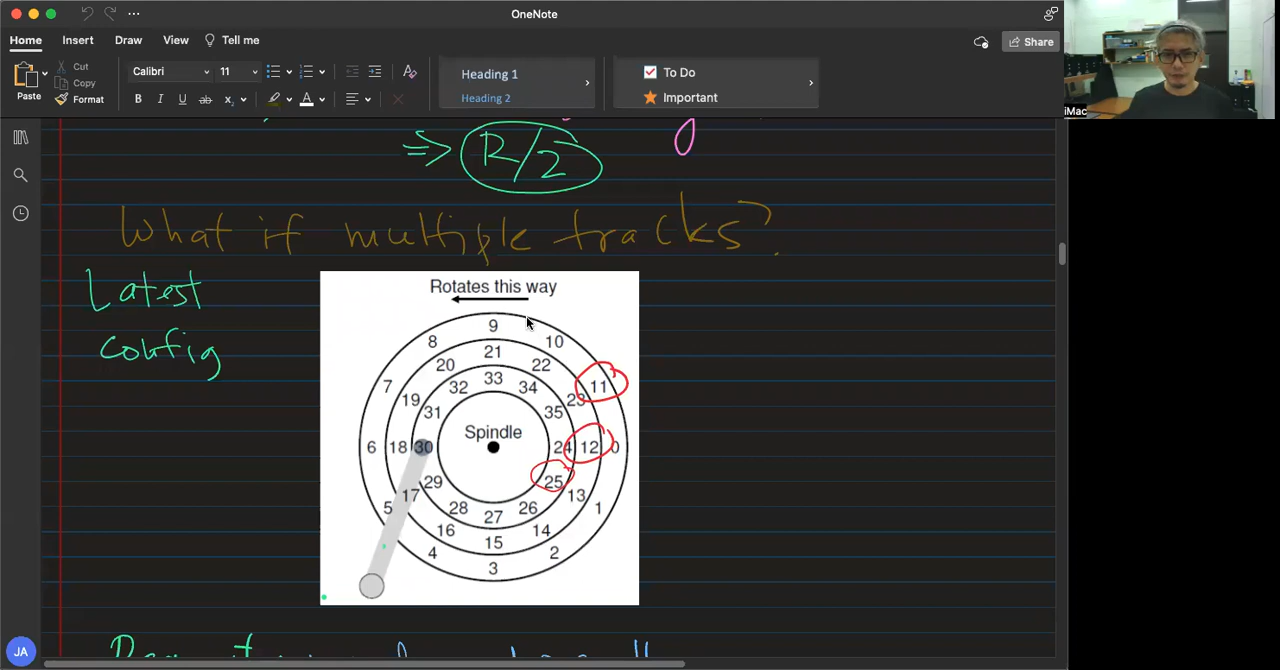 OneNote
Home Insert Draw View Tell me
Share
Paste
Cut
Copy
Format
Calibri 11
B I U ab x
A
Heading 1
Heading 2
To Do
Important
iMac
=> R/2
What if multiple tracks?
Latest
config
Rotates this way
9
8 10
21
20 22
7 33 11
32 34
19 23
31 35
Spindle
6 18 30 24 12 0
29 25
17 13
5 28 26 1
27
16 14
15
4 2
3
JA